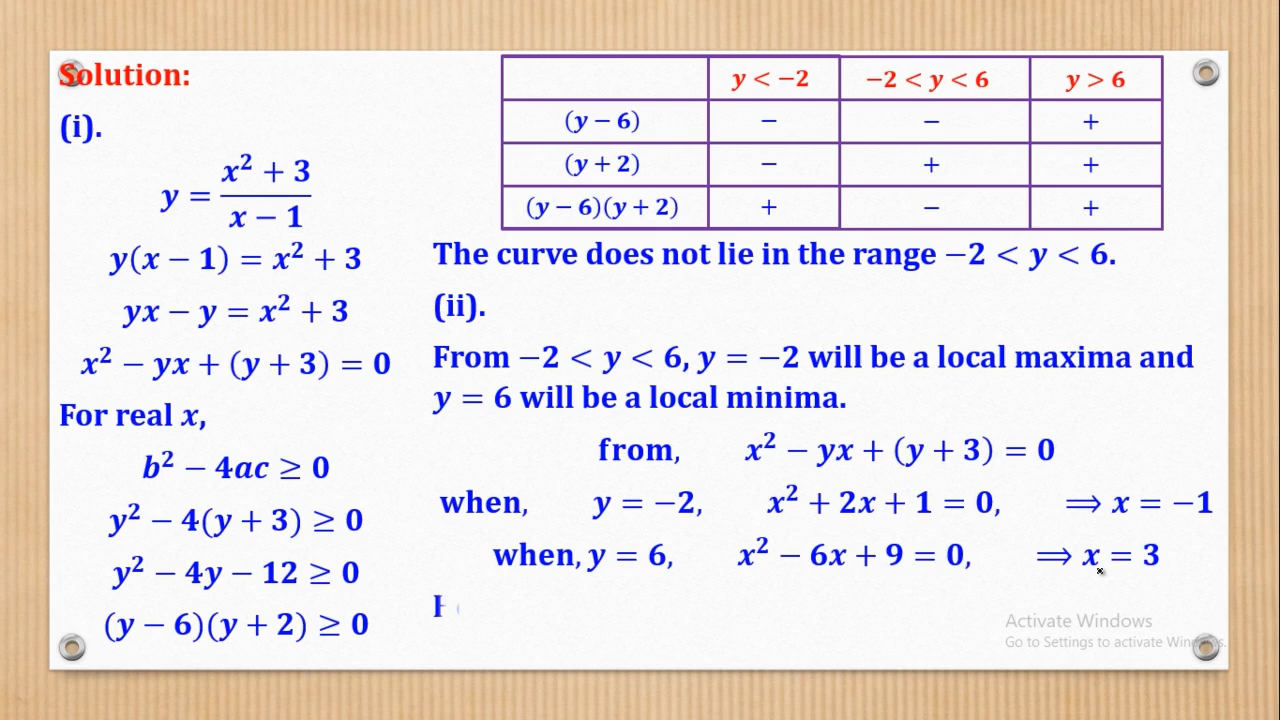 Solution:
(i).
y = (x² + 3)/(x − 1)
y(x − 1) = x² + 3
yx − y = x² + 3
x² − yx + (y + 3) = 0
For real x,
b² − 4ac ≥ 0
y² − 4(y + 3) ≥ 0
y² − 4y − 12 ≥ 0
(y − 6)(y + 2) ≥ 0
y < −2 −2 < y < 6 y > 6
(y − 6) − − +
(y + 2) − + +
(y − 6)(y + 2) + − +
The curve does not lie in the range −2 < y < 6.
(ii).
From −2 < y < 6, y = −2 will be a local maxima and
y = 6 will be a local minima.
from, x² − yx + (y + 3) = 0
when, y = −2, x² + 2x + 1 = 0, ⟹ x = −1
when, y = 6, x² − 6x + 9 = 0, ⟹ x = 3
Activate Windows
Go to Settings to activate Windows.